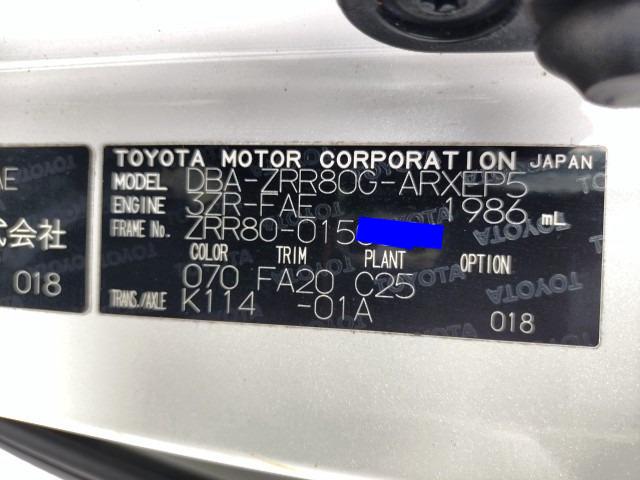 TOYOTA MOTOR CORPORATION JAPAN
MODEL DBA-ZRR80G-ARXEP5
ENGINE 3ZR-FAE 1986 mL
FRAME No. ZRR80-015
COLOR TRIM PLANT OPTION
070 FA20 C25
TRANS./AXLE K114 -01A
018
AE
式会社
018